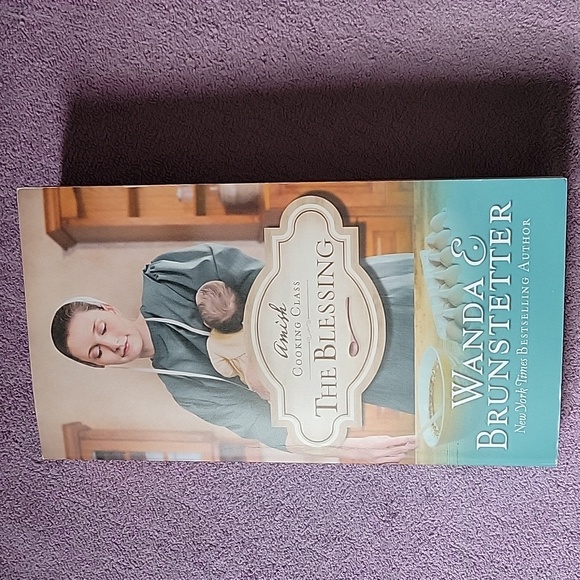 Amish
COOKING CLASS
THE BLESSING
WANDA E
BRUNSTETTER
New York Times BESTSELLING AUTHOR